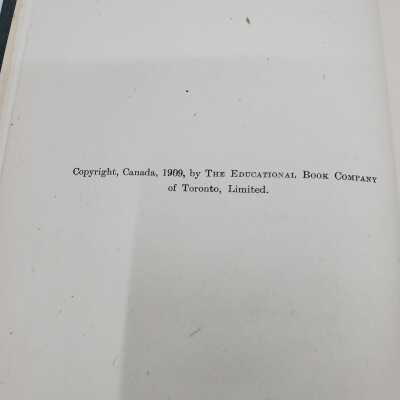 Copyright, Canada, 1909, by The Educational Book Company
of Toronto, Limited.